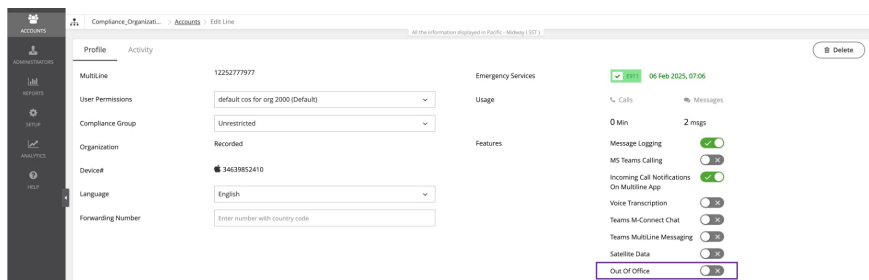 Compliance_Organizati... > Accounts > Edit Line
All the information displayed in Pacific - Midway ( SST )
ACCOUNTS
ADMINISTRATORS
REPORTS
SETUP
ANALYTICS
HELP
Profile Activity
Delete
MultiLine 12252777977
User Permissions default cos for org 2000 (Default)
Compliance Group Unrestricted
Organization Recorded
Device# 34639852410
Language English
Forwarding Number Enter number with country code
Emergency Services E911 06 Feb 2025, 07:06
Usage Calls Messages
0 Min 2 msgs
Features Message Logging
MS Teams Calling
Incoming Call Notifications
On Multiline App
Voice Transcription
Teams M-Connect Chat
Teams MultiLine Messaging
Satellite Data
Out Of Office